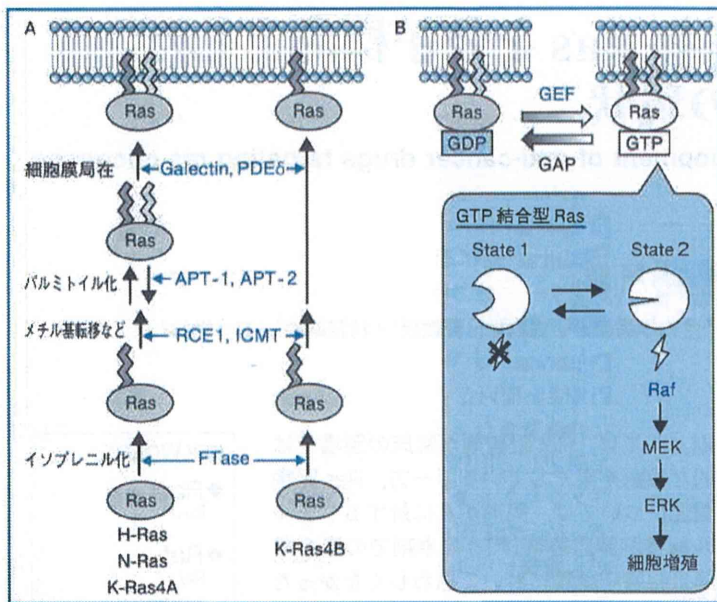 A
Ras
Ras
細胞膜局在
Galectin, PDEδ
Ras
パルミトイル化
APT-1, APT-2
メチル基転移など
RCE1, ICMT
Ras
Ras
イソプレニル化
FTase
Ras
Ras
H-Ras
N-Ras
K-Ras4A
K-Ras4B
B
Ras
GDP
GEF
GAP
Ras
GTP
GTP 結合型 Ras
State 1
State 2
Raf
MEK
ERK
細胞増殖